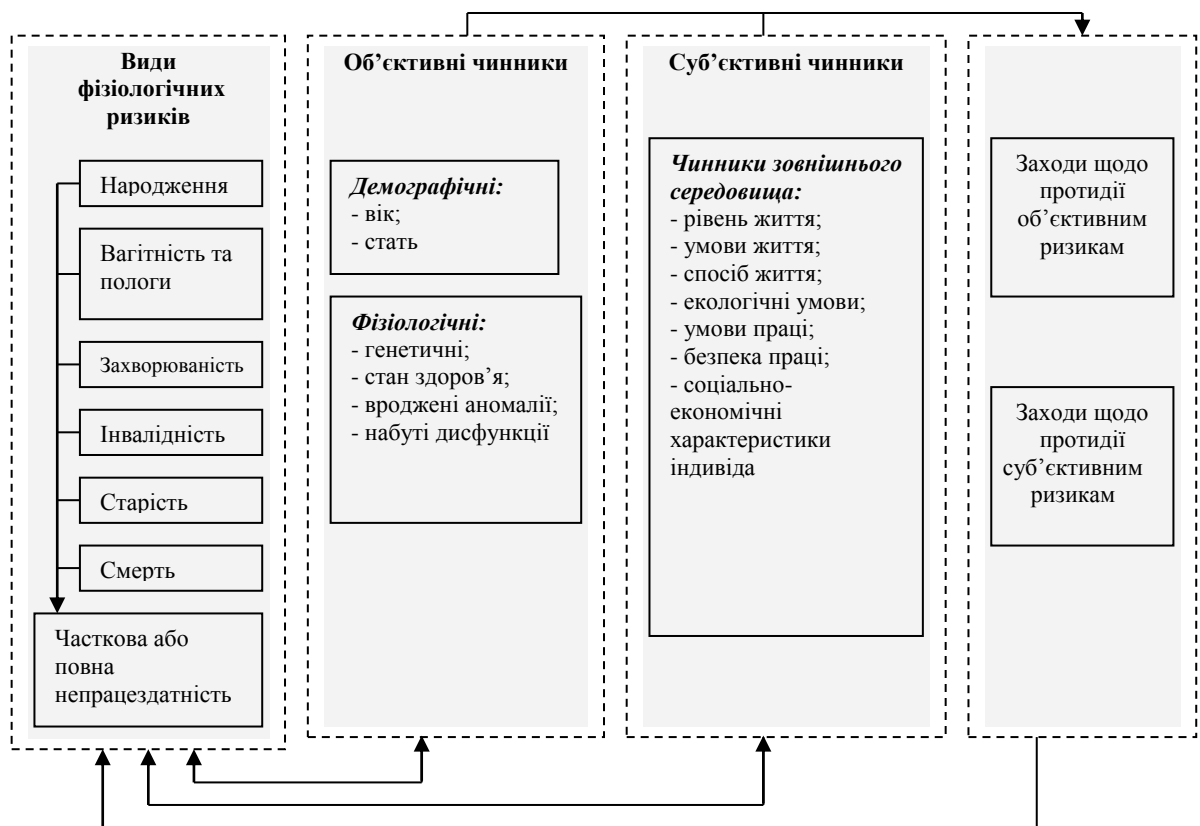 Види
фізіологічних
ризиків
Народження
Вагітність та
пологи
Захворюваність
Інвалідність
Старість
Смерть
Часткова або
повна
непрацездатність
Об’єктивні чинники
Демографічні:
- вік;
- стать
Фізіологічні:
- генетичні;
- стан здоров’я;
- вроджені аномалії;
- набуті дисфункції
Суб’єктивні чинники
Чинники зовнішнього
середовища:
- рівень життя;
- умови життя;
- спосіб життя;
- екологічні умови;
- умови праці;
- безпека праці;
- соціально-
економічні
характеристики
індивіда
Заходи щодо
протидії
об’єктивним
ризикам
Заходи щодо
протидії
суб’єктивним
ризикам